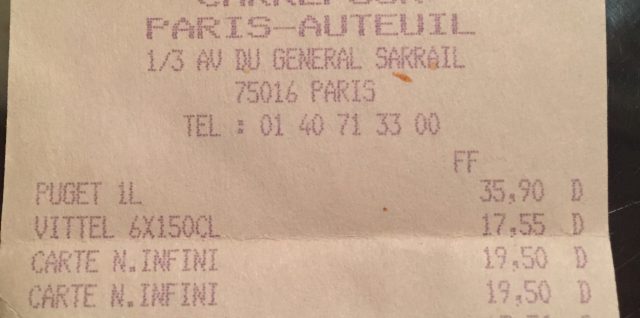 PARIS-AUTEUIL
1/3 AV DU GENERAL SARRAIL
75016 PARIS
TEL : 01 40 71 33 00
FF
PUGET 1L 35,90 D
VITTEL 6X150CL 17,55 D
CARTE N.INFINI 19,50 D
CARTE N.INFINI 19,50 D